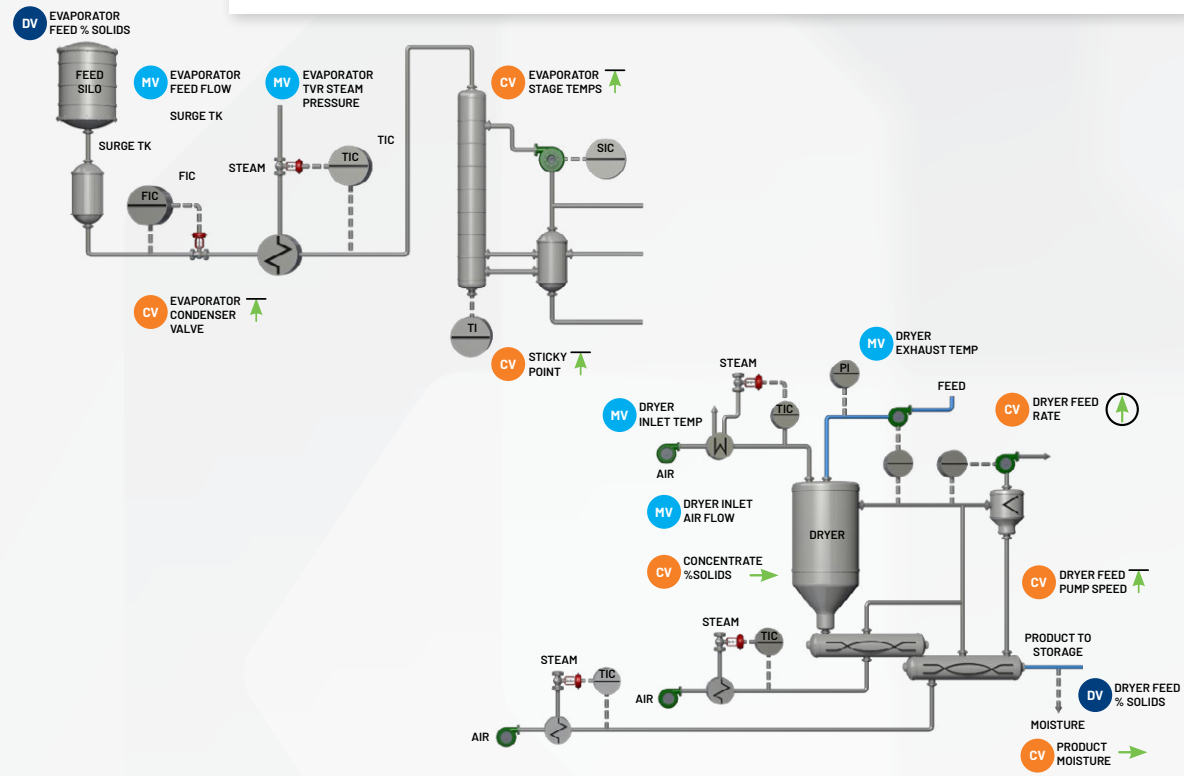 DV
EVAPORATOR
FEED % SOLIDS
FEED
SILO
MV
EVAPORATOR
FEED FLOW
SURGE TK
MV
EVAPORATOR
TVR STEAM
PRESSURE
CV
EVAPORATOR
STAGE TEMPS
SURGE TK
TIC
STEAM
TIC
SIC
FIC
FIC
CV
EVAPORATOR
CONDENSER
VALVE
TI
CV
STICKY
POINT
MV
DRYER
EXHAUST TEMP
STEAM
PI
FEED
MV
DRYER
INLET TEMP
TIC
CV
DRYER FEED
RATE
AIR
MV
DRYER INLET
AIR FLOW
DRYER
CV
CONCENTRATE
%SOLIDS
CV
DRYER FEED
PUMP SPEED
STEAM
TIC
PRODUCT TO
STORAGE
STEAM
TIC
AIR
DV
DRYER FEED
% SOLIDS
MOISTURE
AIR
CV
PRODUCT
MOISTURE